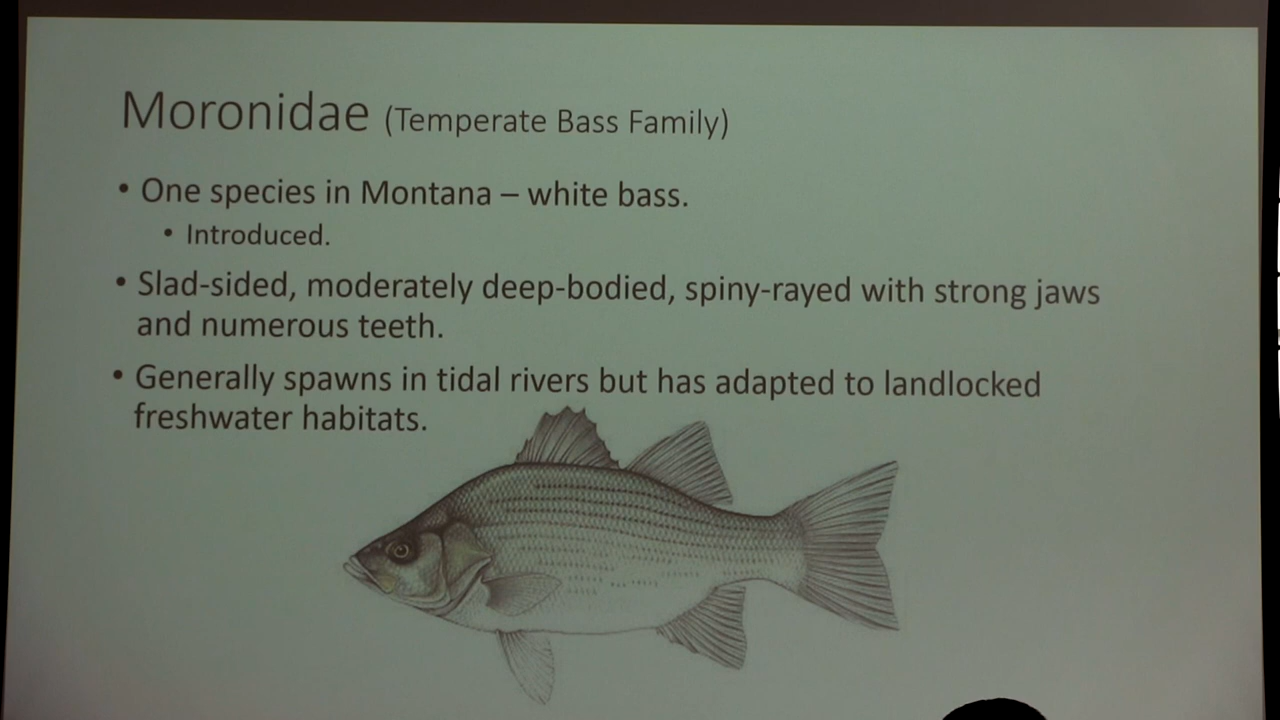 Moronidae (Temperate Bass Family)
• One species in Montana – white bass.
• Introduced.
• Slad-sided, moderately deep-bodied, spiny-rayed with strong jaws
and numerous teeth.
• Generally spawns in tidal rivers but has adapted to landlocked
freshwater habitats.